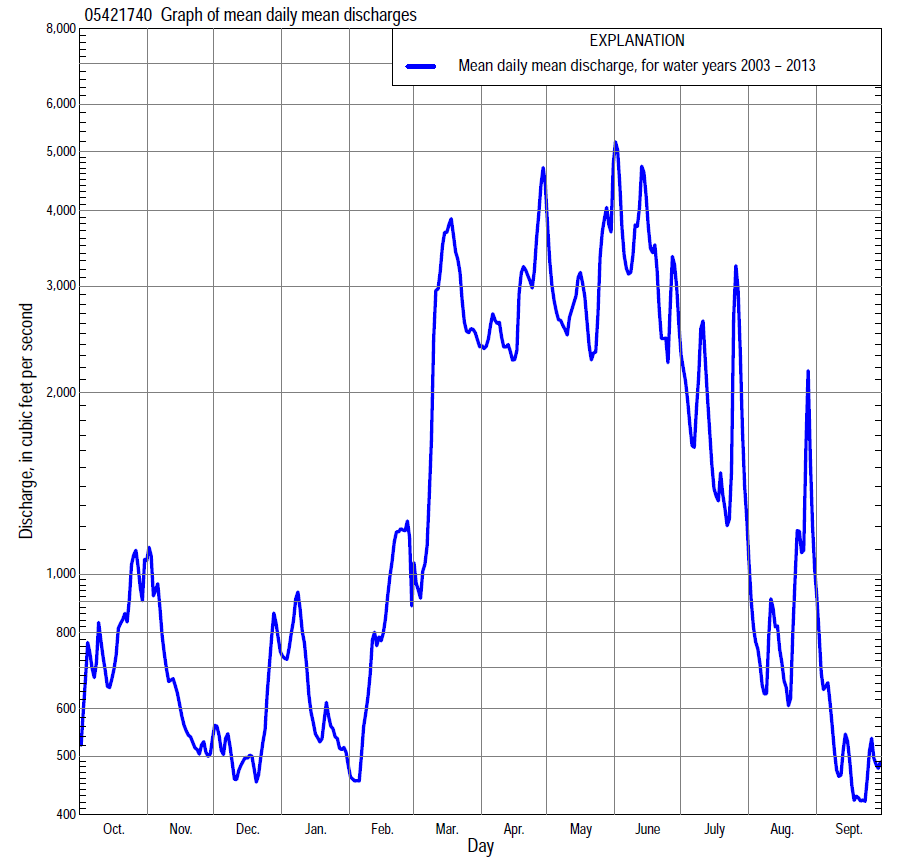 05421740 Graph of mean daily mean discharges
EXPLANATION
Mean daily mean discharge, for water years 2003 – 2013
8,000
6,000
5,000
4,000
3,000
2,000
1,000
800
600
500
400
Discharge, in cubic feet per second
Oct. Nov. Dec. Jan. Feb. Mar. Apr. May June July Aug. Sept.
Day